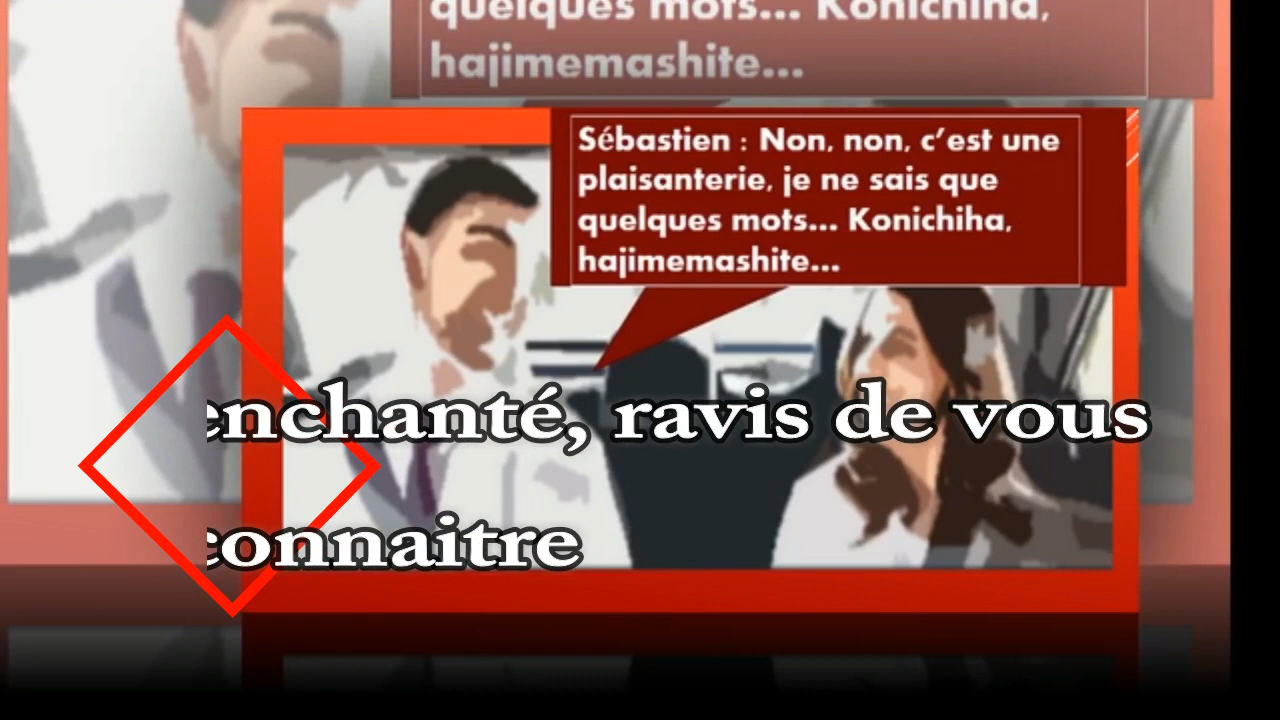 quelques mots... Konichiha,
hajimemashite...
Sébastien : Non, non, c'est une
plaisanterie, je ne sais que
quelques mots... Konichiha,
hajimemashite...
enchanté, ravis de vous
connaitre